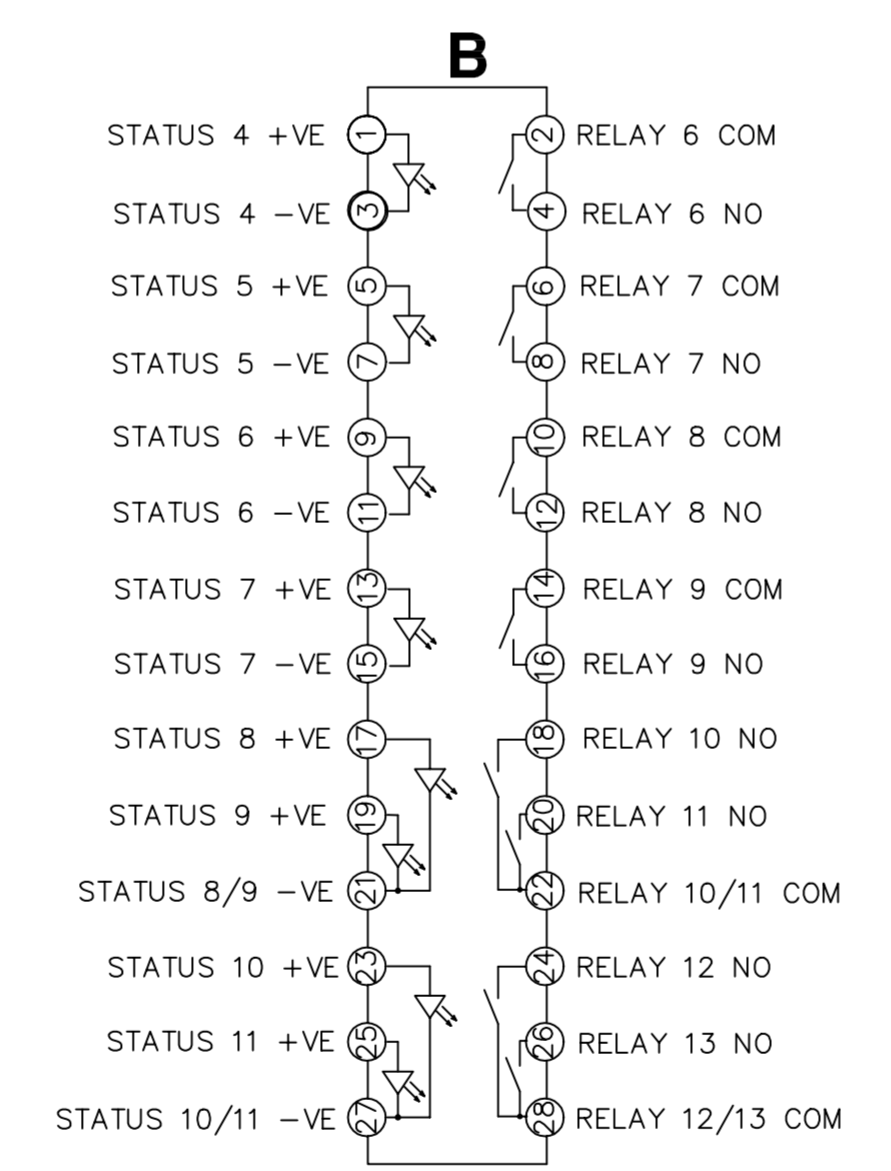 B
STATUS 4 +VE 1 2 RELAY 6 COM
STATUS 4 -VE 3 4 RELAY 6 NO
STATUS 5 +VE 5 6 RELAY 7 COM
STATUS 5 -VE 7 8 RELAY 7 NO
STATUS 6 +VE 9 10 RELAY 8 COM
STATUS 6 -VE 11 12 RELAY 8 NO
STATUS 7 +VE 13 14 RELAY 9 COM
STATUS 7 -VE 15 16 RELAY 9 NO
STATUS 8 +VE 17 18 RELAY 10 NO
STATUS 9 +VE 19 20 RELAY 11 NO
STATUS 8/9 -VE 21 22 RELAY 10/11 COM
STATUS 10 +VE 23 24 RELAY 12 NO
STATUS 11 +VE 25 26 RELAY 13 NO
STATUS 10/11 -VE 27 28 RELAY 12/13 COM